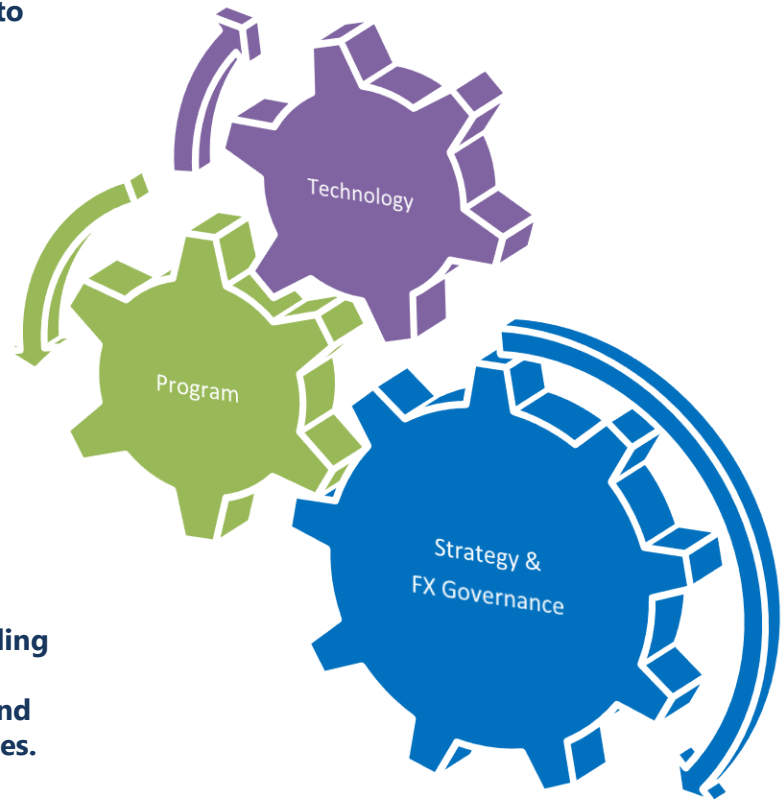 to
Technology
Program
Strategy &
FX Governance
ling
nd
es.